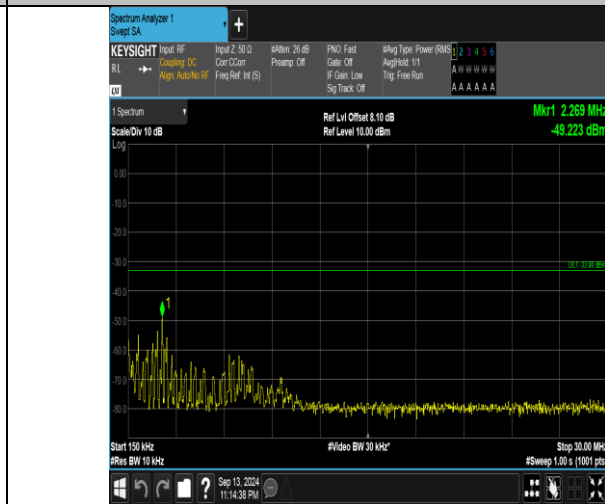 Spectrum Analyzer 1
Swept SA
+
KEYSIGHT Input: RF Input Z: 50 Ω #Atten: 26 dB PNO: Fast #Avg Type: Power (RMS 1 2 3 4 5 6
RL Coupling: DC Corr CCorr Preamp: Off Gate: Off Avg|Hold: 1/1 A W W W W W
Align: Auto/No RF Freq Ref: Int (S) IF Gain: Low Trig: Free Run
LXI Sig Track: Off A A A A A A
1 Spectrum Ref Lvl Offset 8.10 dB Mkr1 2.269 MHz
Scale/Div 10 dB Ref Level 10.00 dBm -49.223 dBm
Log
0.00
-10.0
-20.0
-30.0 DL1 -33.00 dBm
-40.0
1
-50.0
-60.0
-70.0
-80.0
Start 150 kHz #Video BW 30 kHz* Stop 30.00 MHz
#Res BW 10 kHz #Sweep 1.00 s (1001 pts
? Sep 13, 2024
11:14:38 PM